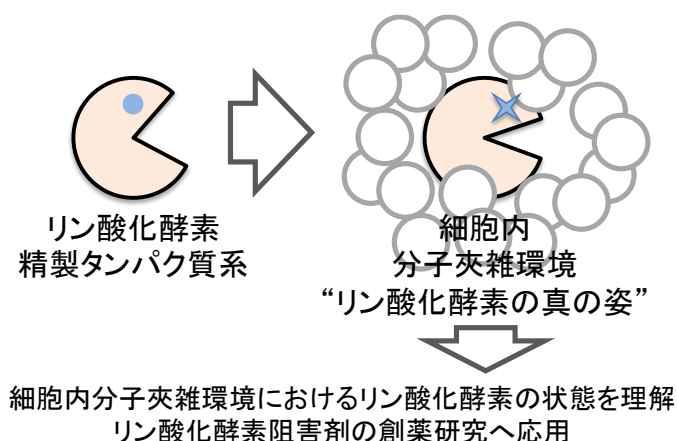 リン酸化酵素
精製タンパク質系
細胞内
分子夾雑環境
“リン酸化酵素の真の姿”
細胞内分子夾雑環境におけるリン酸化酵素の状態を理解
リン酸化酵素阻害剤の創薬研究へ応用